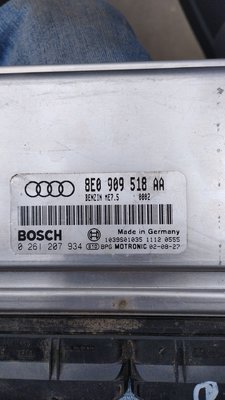 8E0 909 518 AA
BENZIN ME7.5 0002
BOSCH Made in Germany
1039S01035 1112 0555
0 261 207 934 BPG MOTRONIC 02-08-27